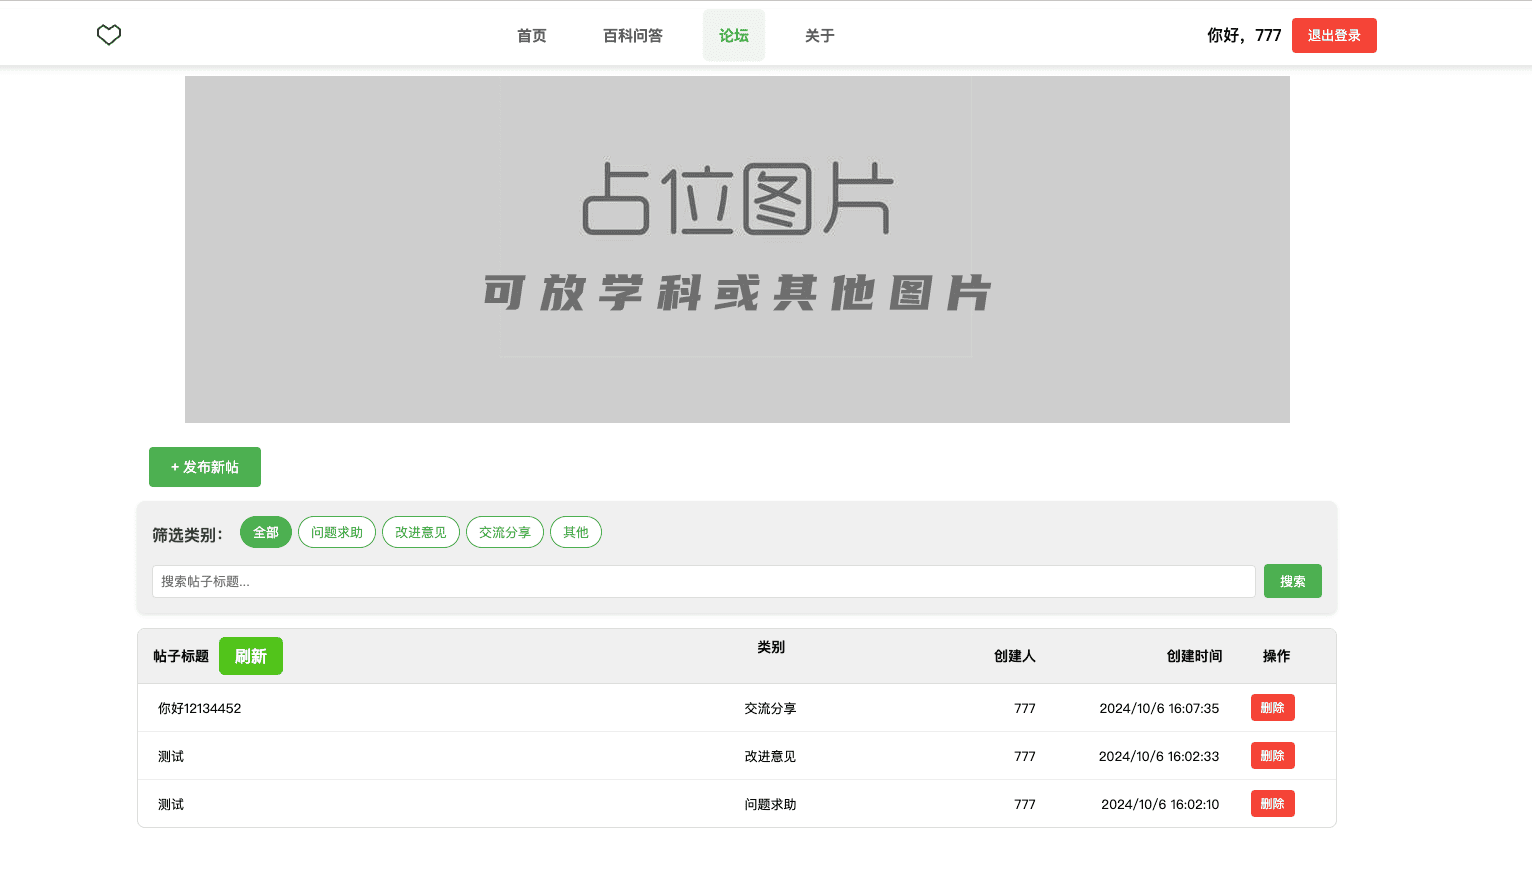 首页 百科问答 论坛 关于 你好，777 退出登录
占位图片
可放学科或其他图片
+ 发布新帖
筛选类别： 全部 问题求助 改进意见 交流分享 其他
搜索帖子标题... 搜索
帖子标题 刷新 类别 创建人 创建时间 操作
你好12134452 交流分享 777 2024/10/6 16:07:35 删除
测试 改进意见 777 2024/10/6 16:02:33 删除
测试 问题求助 777 2024/10/6 16:02:10 删除